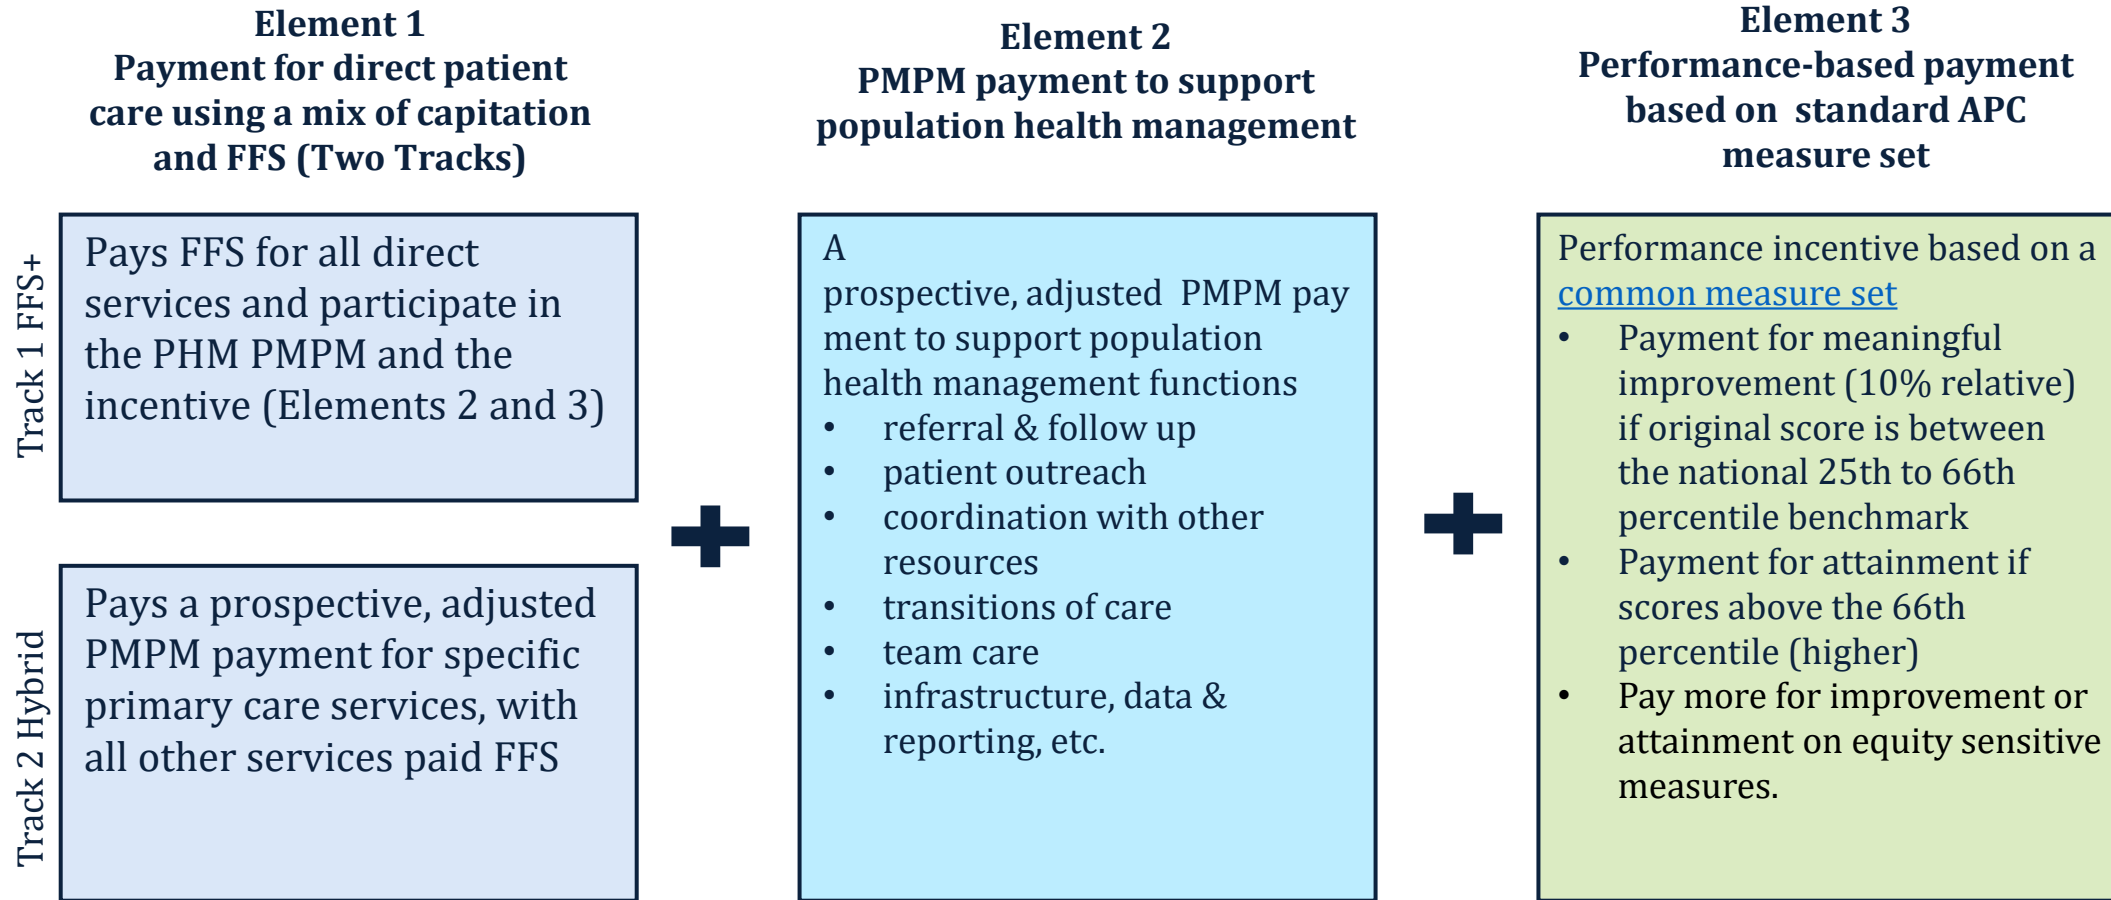 Element 1
Payment for direct patient
care using a mix of capitation
and FFS (Two Tracks)
Track 1 FFS+
Pays FFS for all direct
services and participate in
the PHM PMPM and the
incentive (Elements 2 and 3)
Track 2 Hybrid
Pays a prospective, adjusted
PMPM payment for specific
primary care services, with
all other services paid FFS
Element 2
PMPM payment to support
population health management
A
prospective, adjusted  PMPM pay
ment to support population
health management functions
• referral & follow up
• patient outreach
• coordination with other
resources
• transitions of care
• team care
• infrastructure, data &
reporting, etc.
Element 3
Performance-based payment
based on  standard APC
measure set
Performance incentive based on a
common measure set
• Payment for meaningful
improvement (10% relative)
if original score is between
the national 25th to 66th
percentile benchmark
• Payment for attainment if
scores above the 66th
percentile (higher)
• Pay more for improvement or
attainment on equity sensitive
measures.